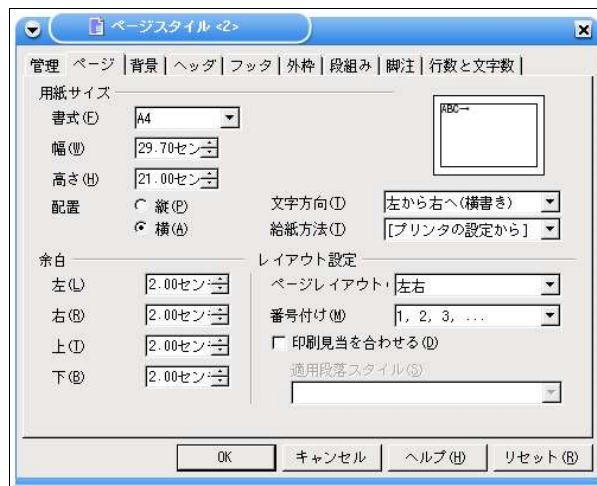 ページスタイル <2>
管理 ページ 背景 ヘッダ フッタ 外枠 段組み 脚注 行数と文字数
用紙サイズ
書式(F) A4
幅(W) 29.70セン
高さ(H) 21.00セン
配置 縦(P)
横(A)
ABC→
文字方向(I) 左から右へ(横書き)
給紙方法(T) [プリンタの設定から]
余白
左(L) 2.00セン
右(R) 2.00セン
上(T) 2.00セン
下(B) 2.00セン
レイアウト設定
ページレイアウト 左右
番号付け(M) 1, 2, 3, ...
印刷見当を合わせる(D)
適用段落スタイル(S)
OK キャンセル ヘルプ(H) リセット(R)